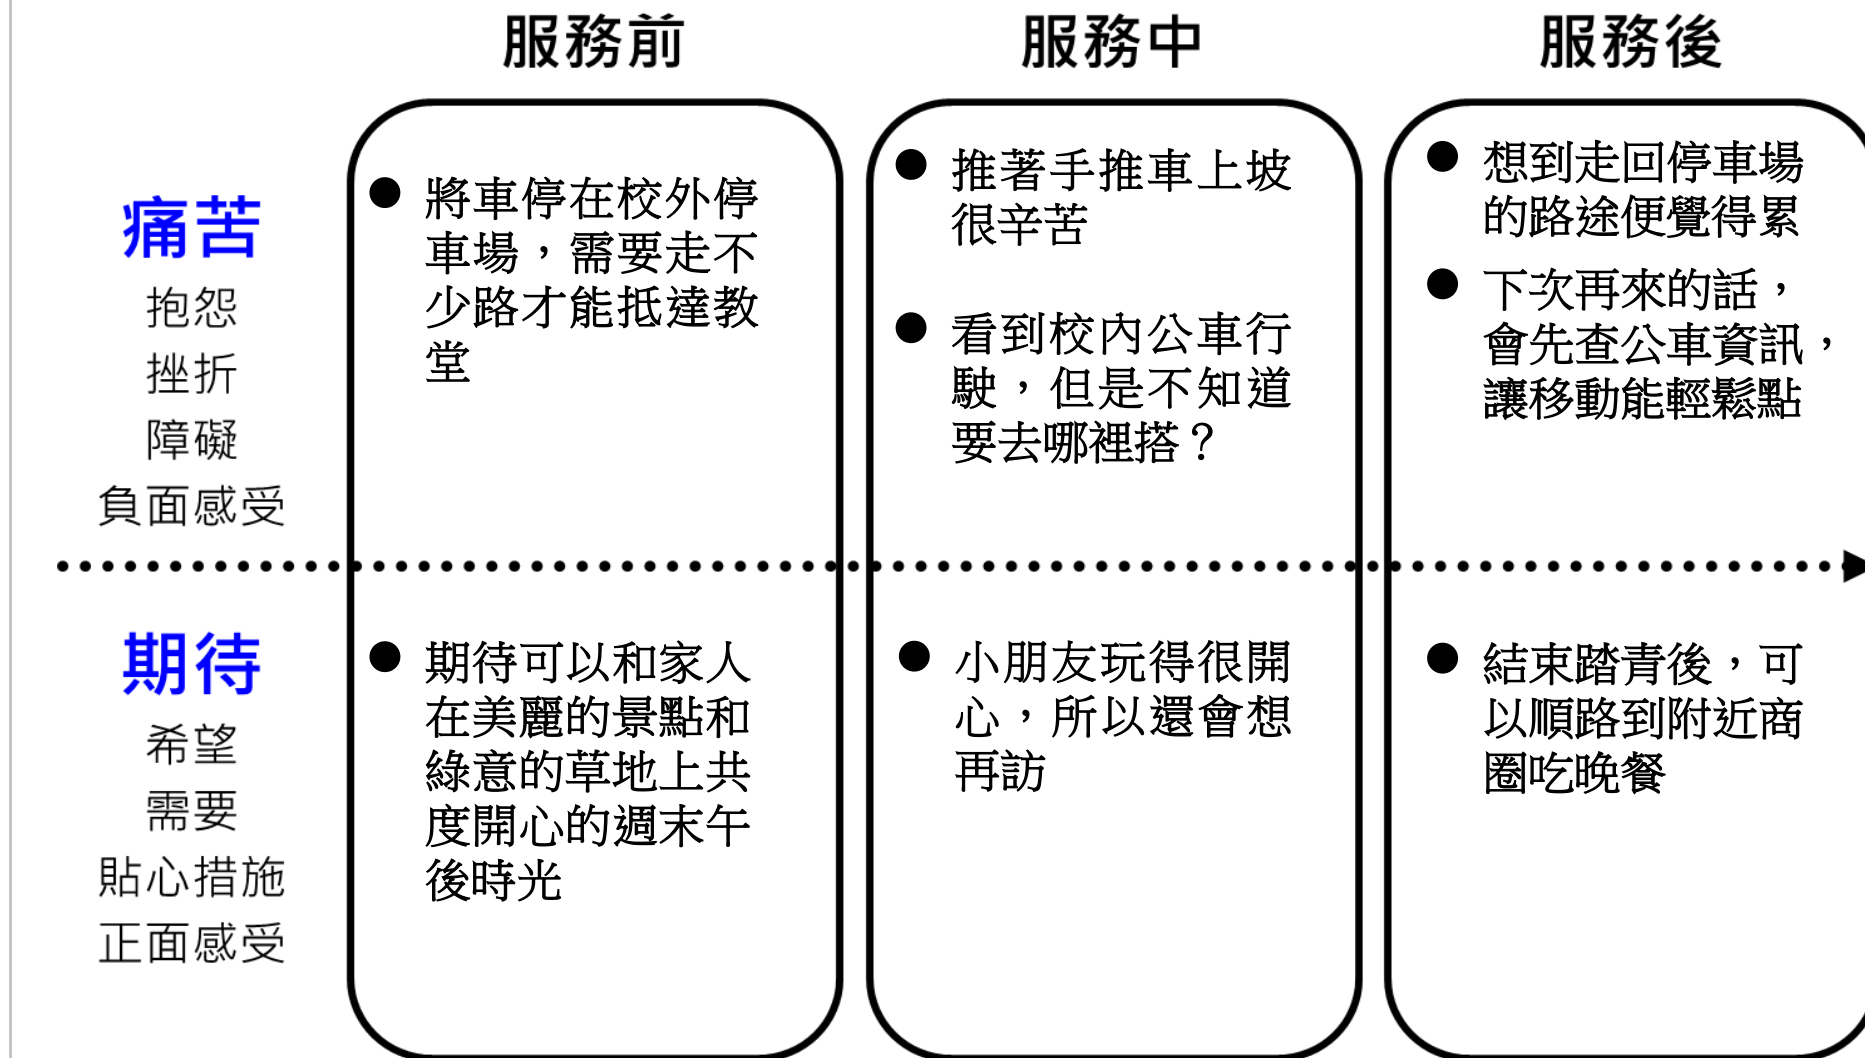 服務前
服務中
服務後
痛苦
抱怨
挫折
障礙
負面感受
● 將車停在校外停
車場，需要走不
少路才能抵達教
堂
● 推著手推車上坡
很辛苦
● 看到校內公車行
駛，但是不知道
要去哪裡搭？
● 想到走回停車場
的路途便覺得累
● 下次再來的話，
會先查公車資訊，
讓移動能輕鬆點
期待
希望
需要
貼心措施
正面感受
● 期待可以和家人
在美麗的景點和
綠意的草地上共
度開心的週末午
後時光
● 小朋友玩得很開
心，所以還會想
再訪
● 結束踏青後，可
以順路到附近商
圈吃晚餐